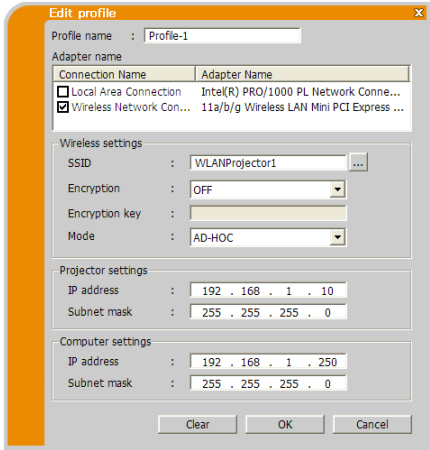 Edit profile x
Profile name : Profile-1
Adapter name
Connection Name Adapter Name
Local Area Connection Intel(R) PRO/1000 PL Network Conne...
Wireless Network Con... 11a/b/g Wireless LAN Mini PCI Express ...
Wireless settings
SSID : WLANProjector1 ...
Encryption : OFF
Encryption key :
Mode : AD-HOC
Projector settings
IP address : 192 . 168 . 1 . 10
Subnet mask : 255 . 255 . 255 . 0
Computer settings
IP address : 192 . 168 . 1 . 250
Subnet mask : 255 . 255 . 255 . 0
Clear OK Cancel